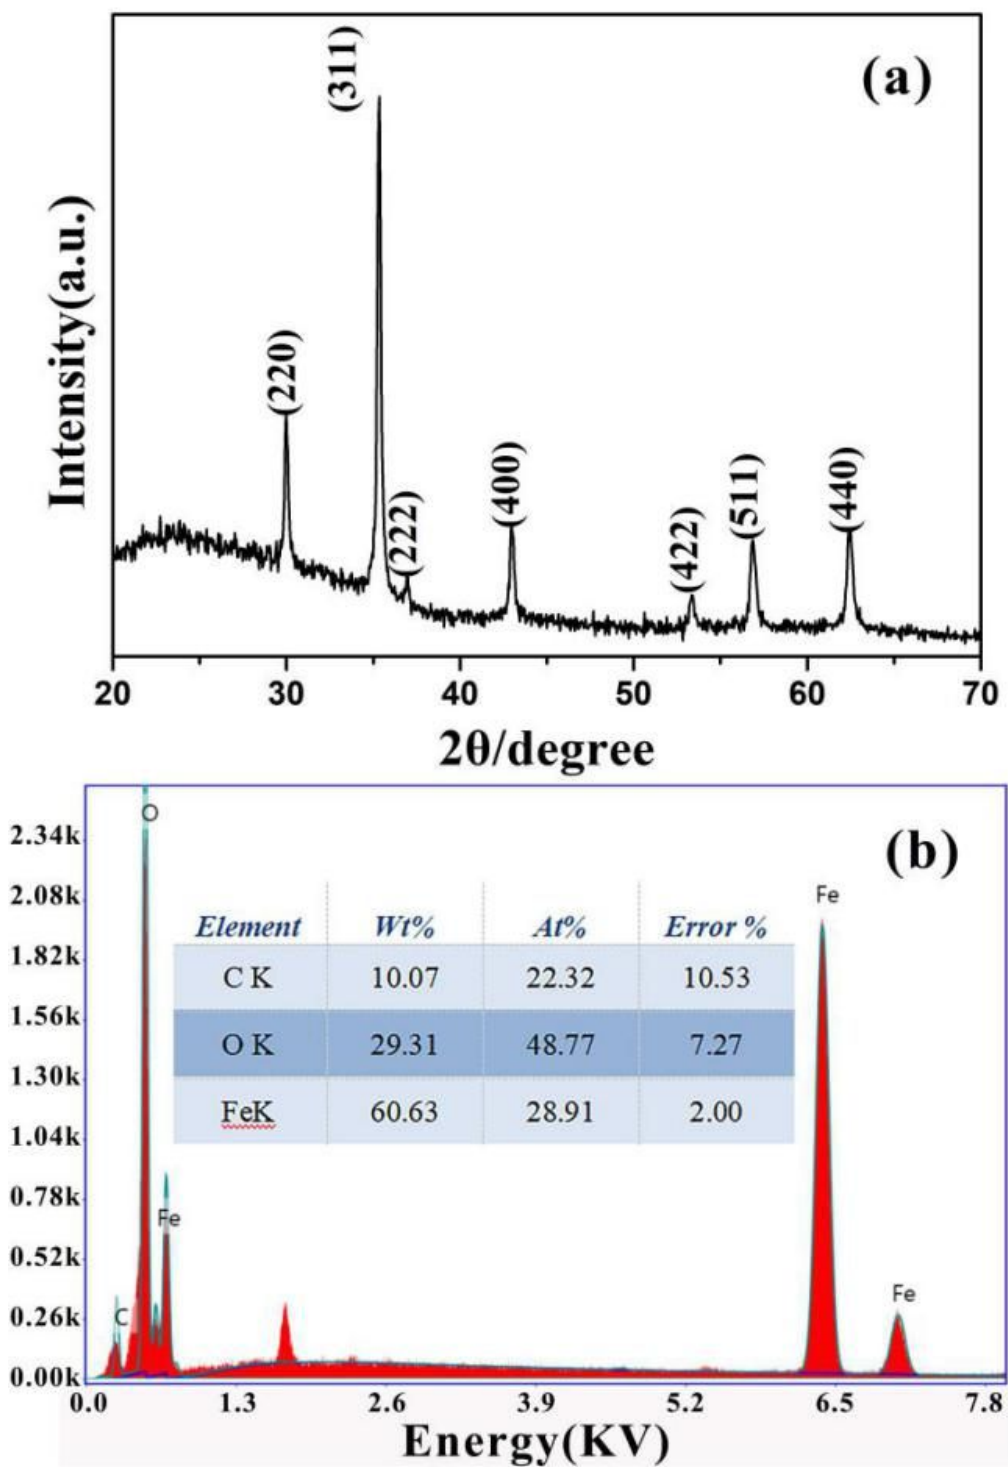 (a)
(311)
(220)
(222)
(400)
(422)
(511)
(440)
Intensity(a.u.)
20 30 40 50 60 70
2θ/degree
(b)
O
Fe
2.34k
2.08k
1.82k
1.56k
1.30k
1.04k
0.78k
0.52k
0.26k
0.00k
Element Wt% At% Error %
C K 10.07 22.32 10.53
O K 29.31 48.77 7.27
FeK 60.63 28.91 2.00
Fe
C
Fe
0.0 1.3 2.6 3.9 5.2 6.5 7.8
Energy(KV)